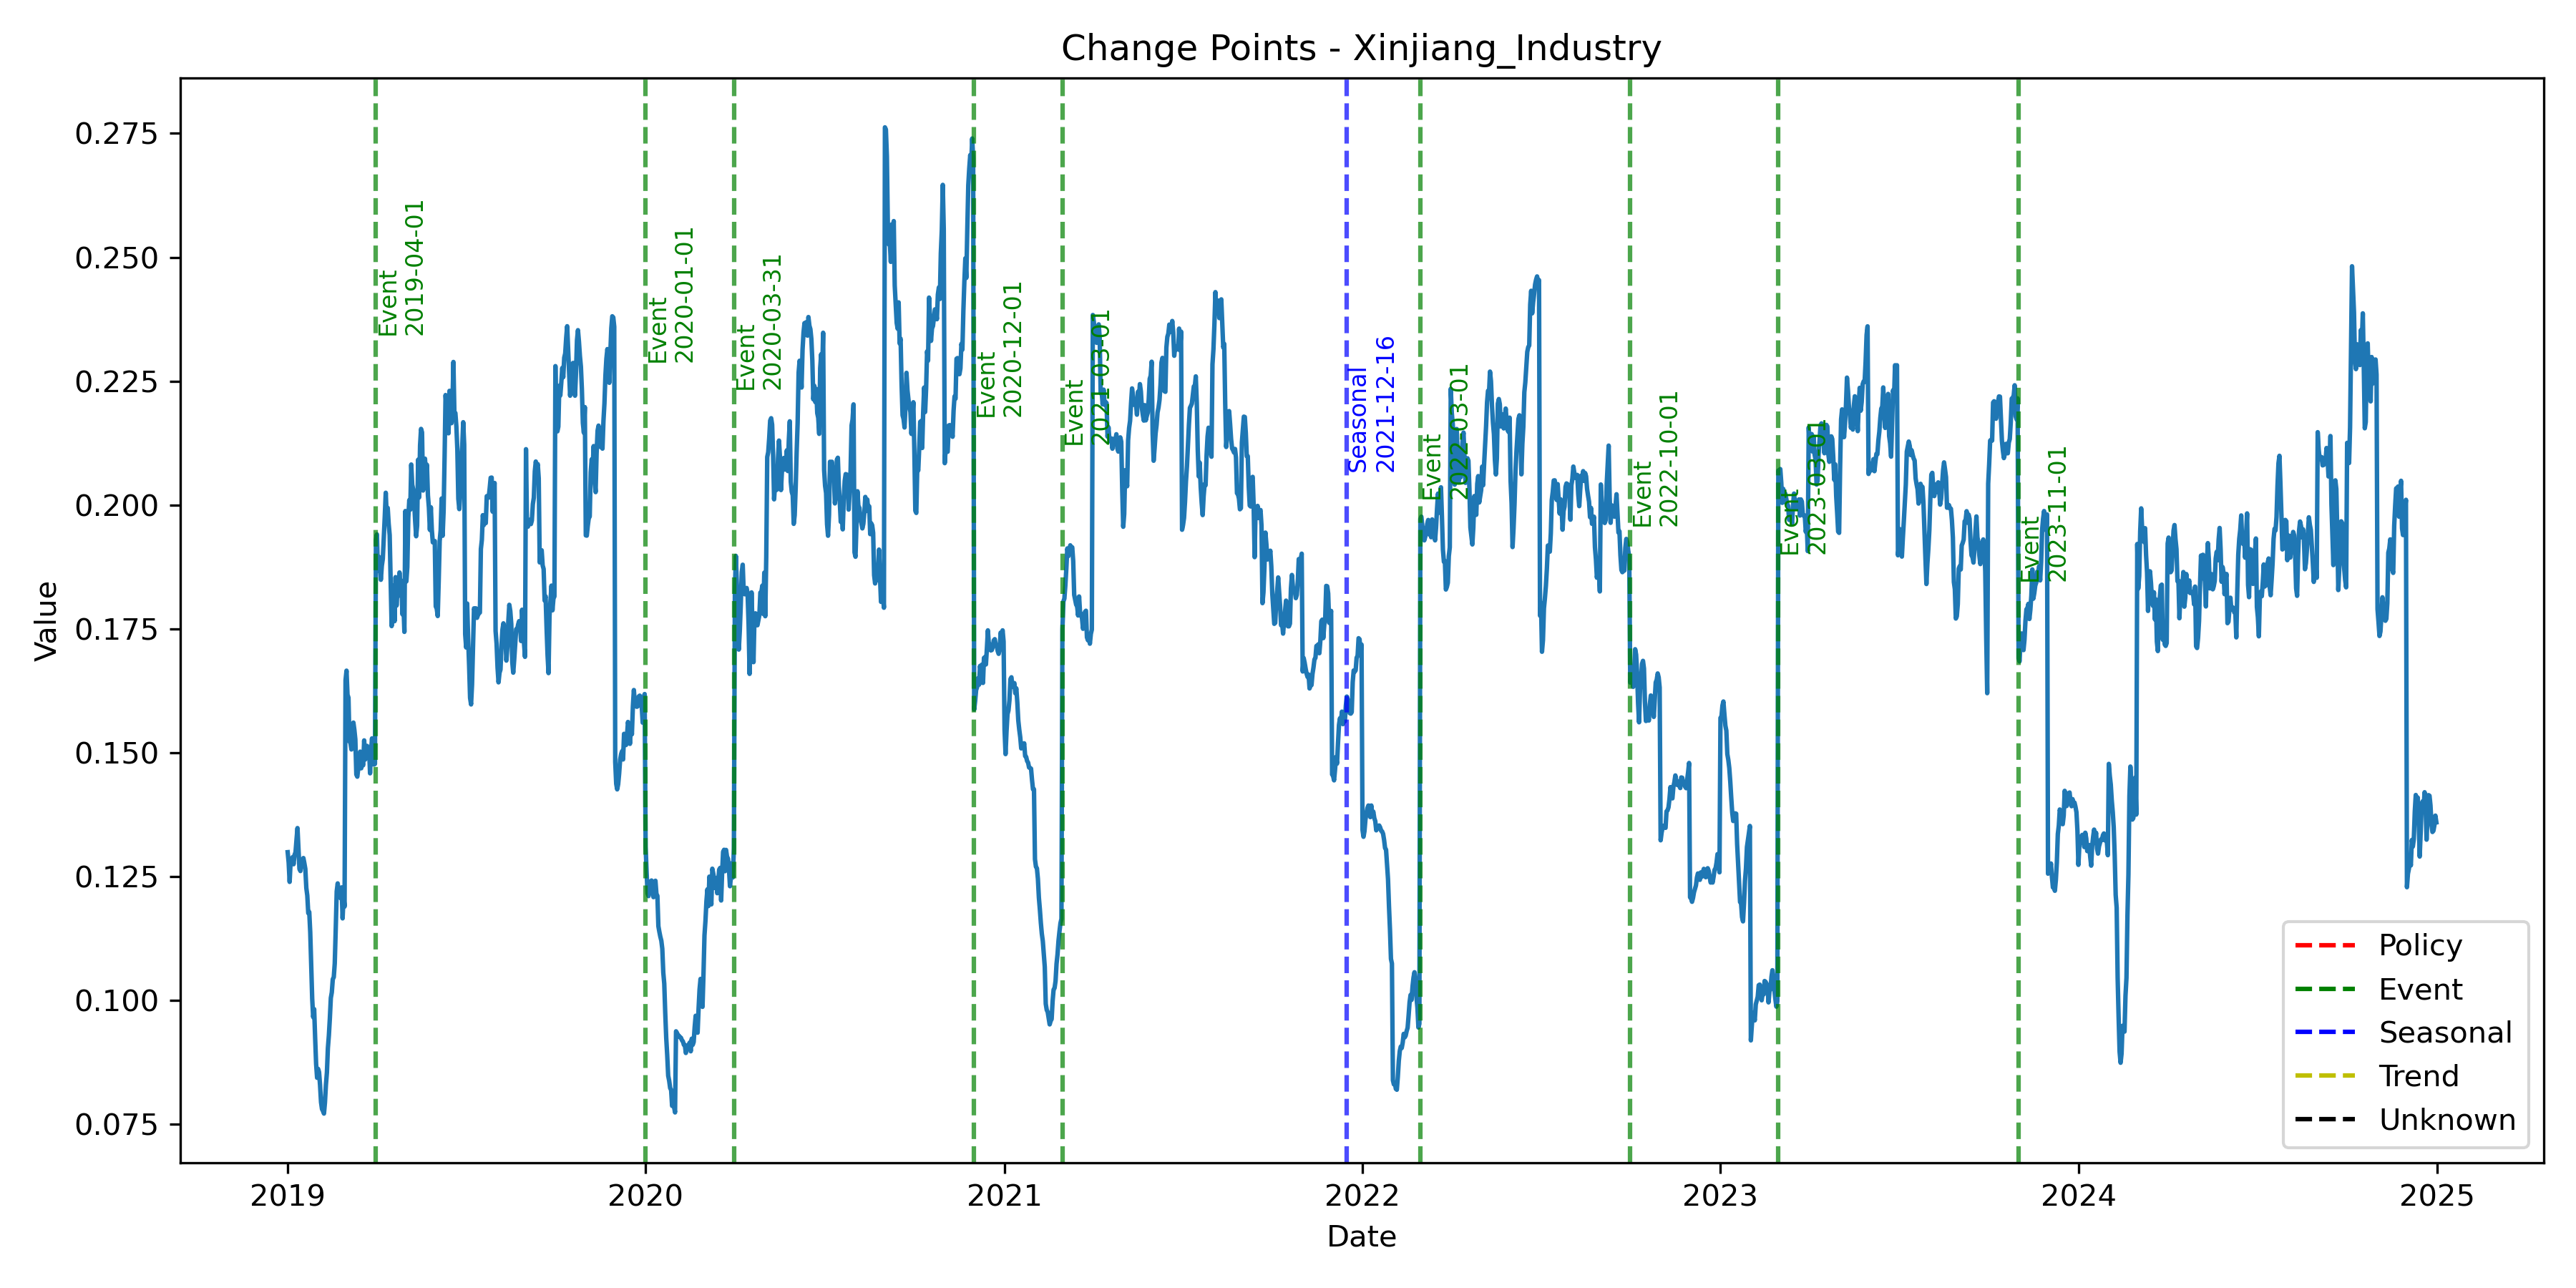 Change Points - Xinjiang_Industry
Value
0.275
0.250
0.225
0.200
0.175
0.150
0.125
0.100
0.075
Event
2019-04-01
Event
2020-01-01
Event
2020-03-31
Event
2020-12-01
Event
2021-03-01
Seasonal
2021-12-16
Event
2022-03-01
Event
2022-10-01
Event
2023-03-01
Event
2023-11-01
Policy
Event
Seasonal
Trend
Unknown
2019
2020
2021
2022
2023
2024
2025
Date